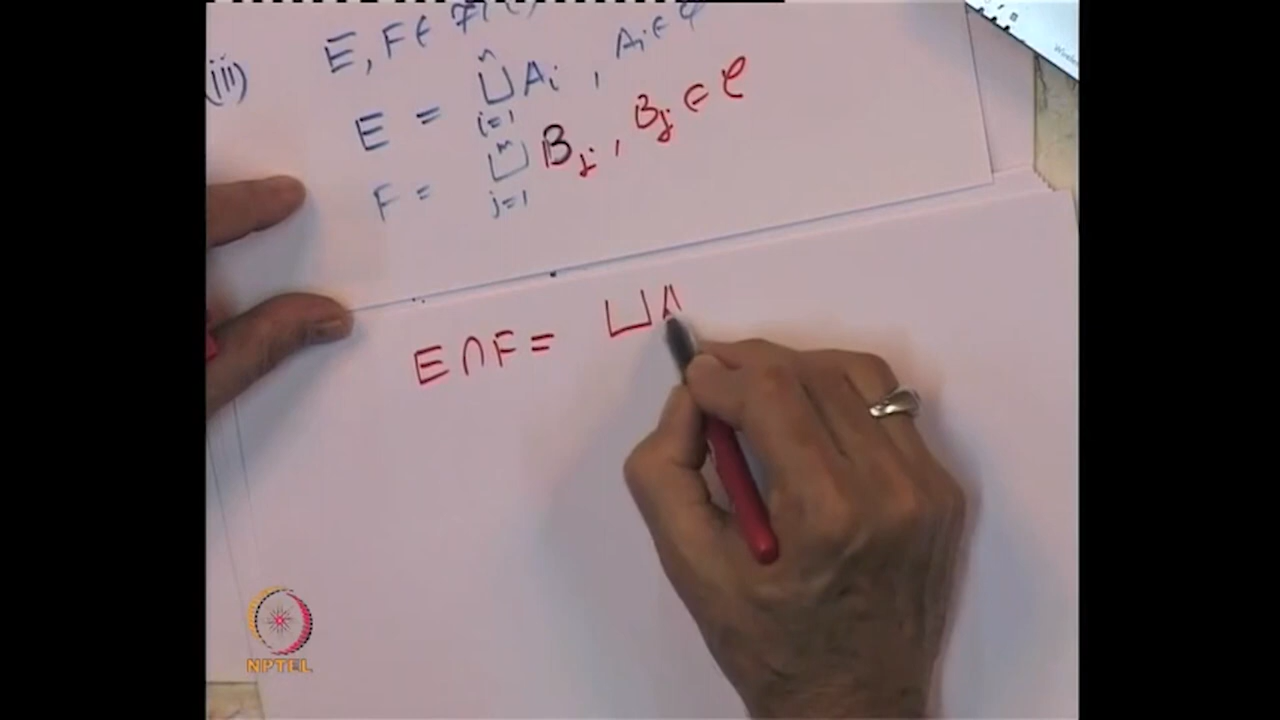 (iii) E, F ∈ F(C)
E = ⊔ᵢ₌₁ⁿ Aᵢ , Aᵢ ∈ C
F = ⊔ⱼ₌₁ᵐ Bⱼ , Bⱼ ∈ C
E ∩ F = ⊔ A
NPTEL